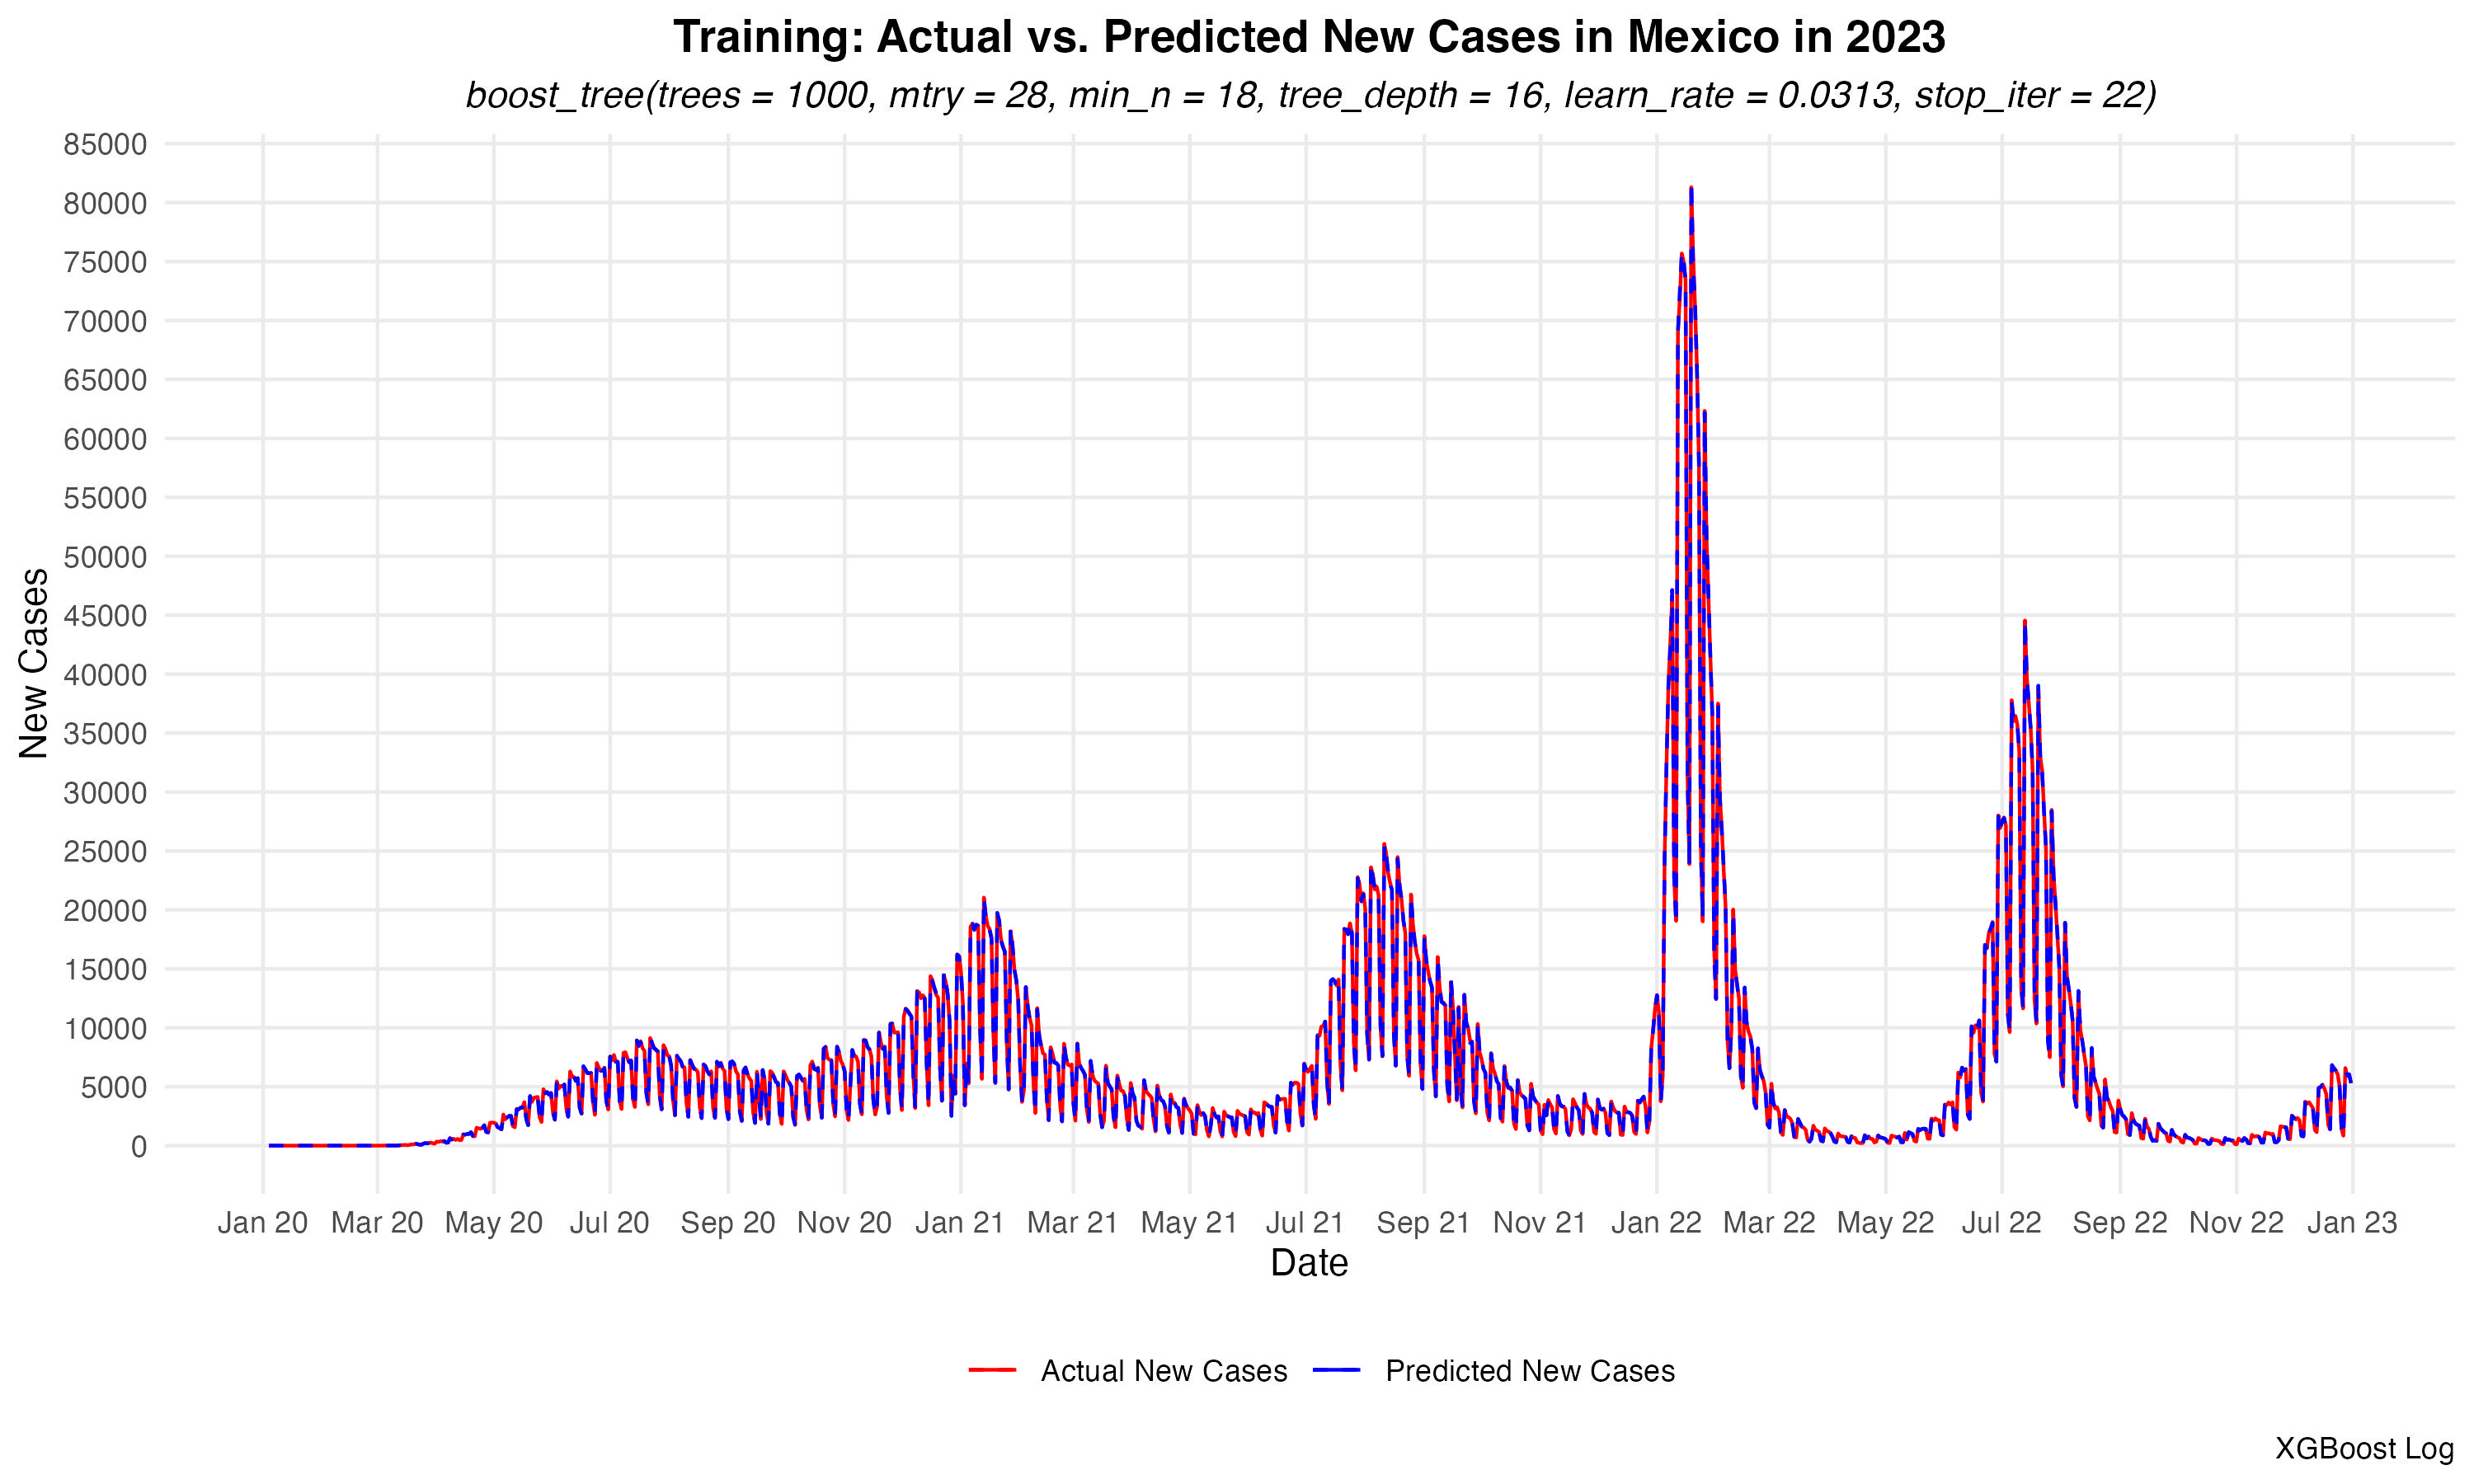 Training: Actual vs. Predicted New Cases in Mexico in 2023
boost_tree(trees = 1000, mtry = 28, min_n = 18, tree_depth = 16, learn_rate = 0.0313, stop_iter = 22)
85000
80000
75000
70000
65000
60000
55000
50000
45000
40000
35000
30000
25000
20000
15000
10000
5000
0
New Cases
Jan 20 Mar 20 May 20 Jul 20 Sep 20 Nov 20 Jan 21 Mar 21 May 21 Jul 21 Sep 21 Nov 21 Jan 22 Mar 22 May 22 Jul 22 Sep 22 Nov 22 Jan 23
Date
Actual New Cases Predicted New Cases
XGBoost Log